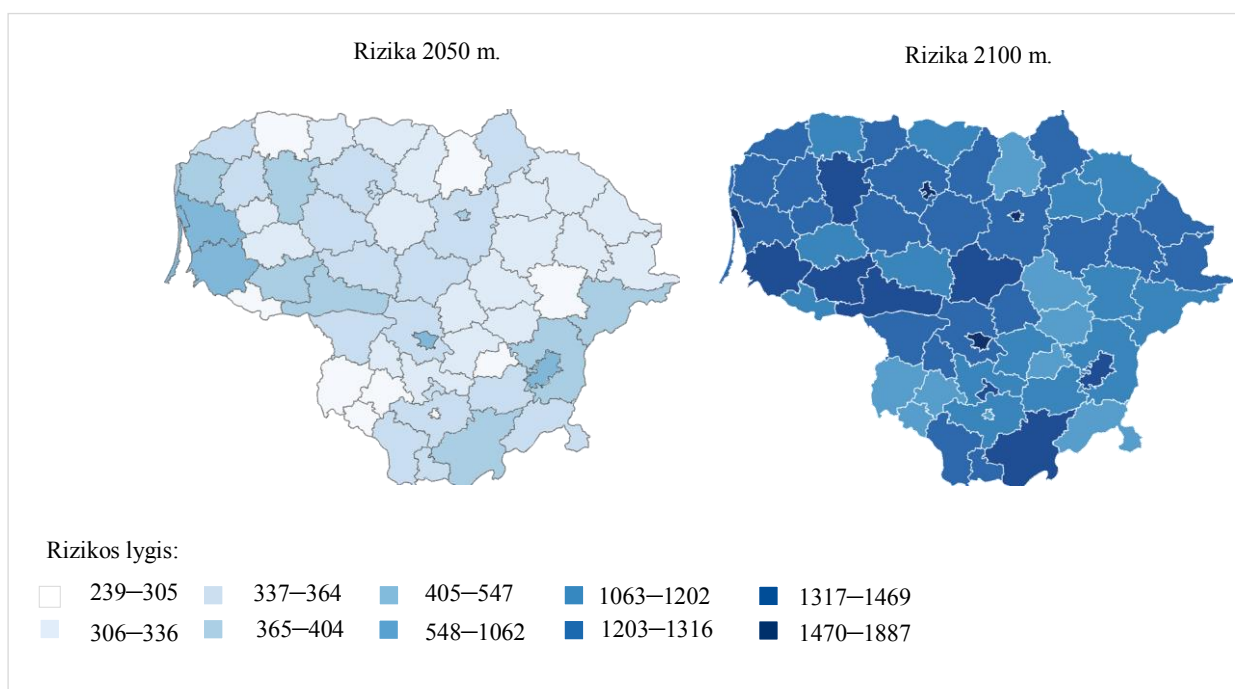 Rizika 2050 m.
Rizika 2100 m.
Rizikos lygis:
239–305 337–364 405–547 1063–1202 1317–1469
306–336 365–404 548–1062 1203–1316 1470–1887